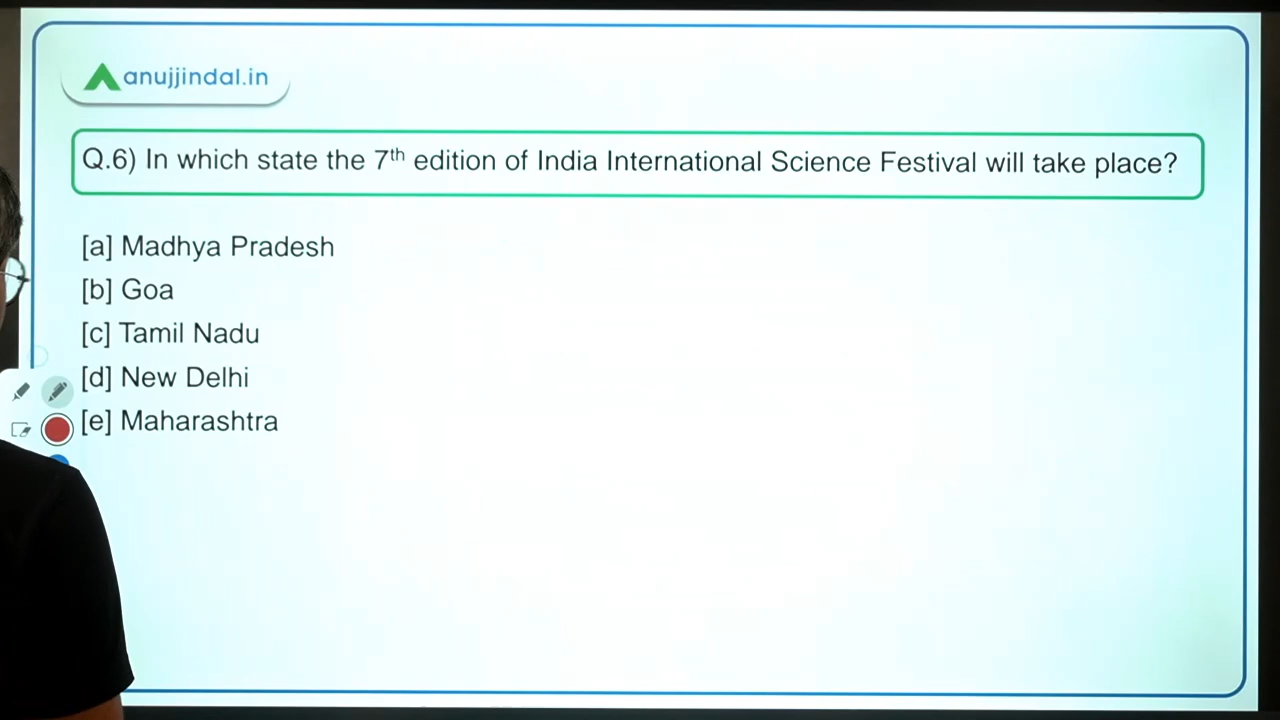 anujjindal.in
Q.6) In which state the 7th edition of India International Science Festival will take place?
[a] Madhya Pradesh
[b] Goa
[c] Tamil Nadu
[d] New Delhi
[e] Maharashtra